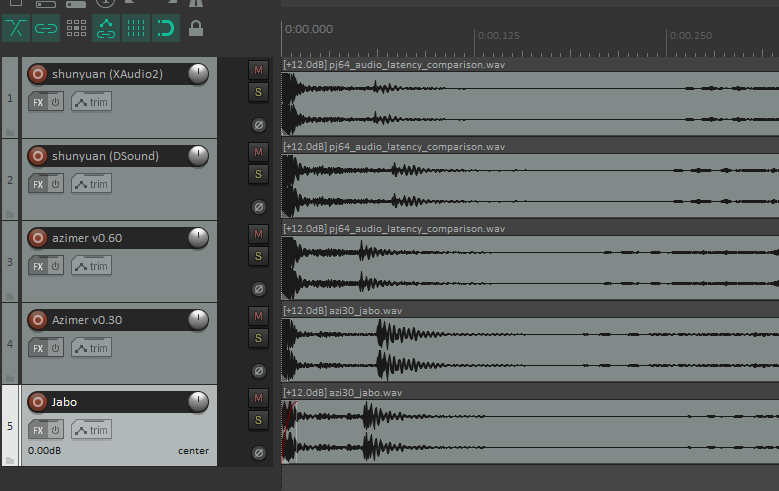 0:00.000
0:00.125
0:00.250
1
shunyuan (XAudio2)
M
FX
trim
S
[+12.0dB] pj64_audio_latency_comparison.wav
2
shunyuan (DSound)
M
FX
trim
S
[+12.0dB] pj64_audio_latency_comparison.wav
3
azimer v0.60
M
FX
trim
S
[+12.0dB] pj64_audio_latency_comparison.wav
4
Azimer v0.30
M
FX
trim
S
[+12.0dB] azi30_jabo.wav
5
Jabo
M
FX
trim
S
0.00dB
center
[+12.0dB] azi30_jabo.wav